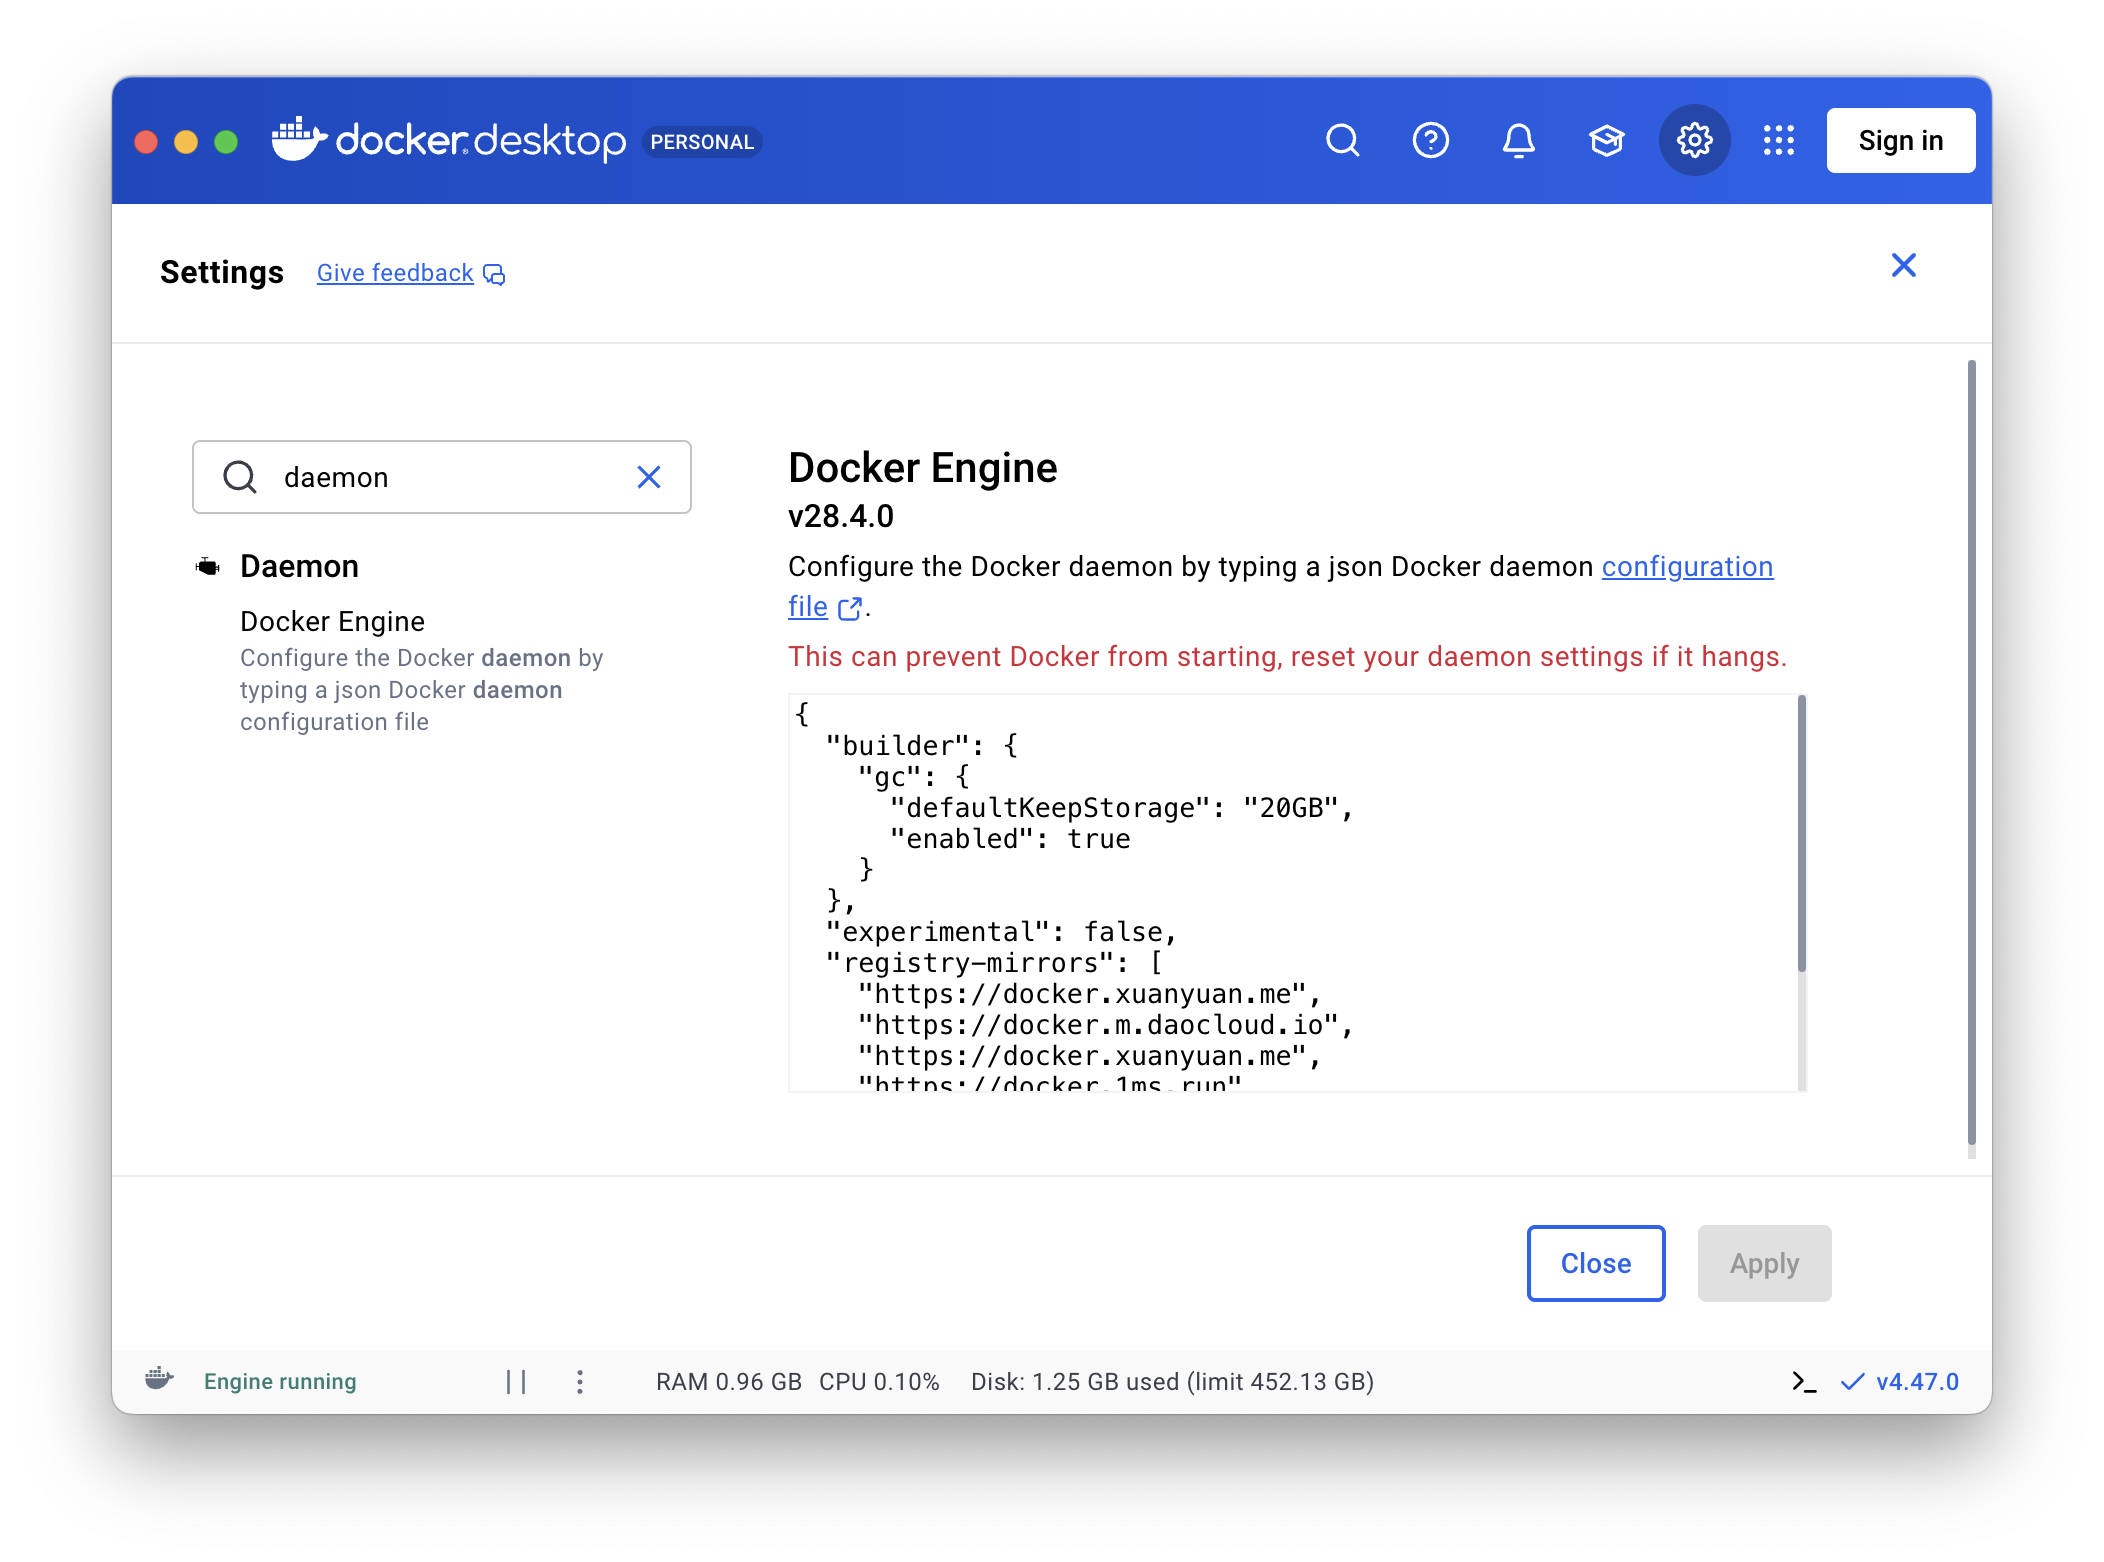 docker desktop PERSONAL
Sign in
Settings Give feedback
daemon
Daemon
Docker Engine
Configure the Docker daemon by
typing a json Docker daemon
configuration file
Docker Engine
v28.4.0
Configure the Docker daemon by typing a json Docker daemon configuration
file.
This can prevent Docker from starting, reset your daemon settings if it hangs.
{
  "builder": {
    "gc": {
      "defaultKeepStorage": "20GB",
      "enabled": true
    }
  },
  "experimental": false,
  "registry-mirrors": [
    "https://docker.xuanyuan.me",
    "https://docker.m.daocloud.io",
    "https://docker.xuanyuan.me",
    "https://docker.1ms.run"
Close Apply
Engine running RAM 0.96 GB CPU 0.10% Disk: 1.25 GB used (limit 452.13 GB) >_ v4.47.0